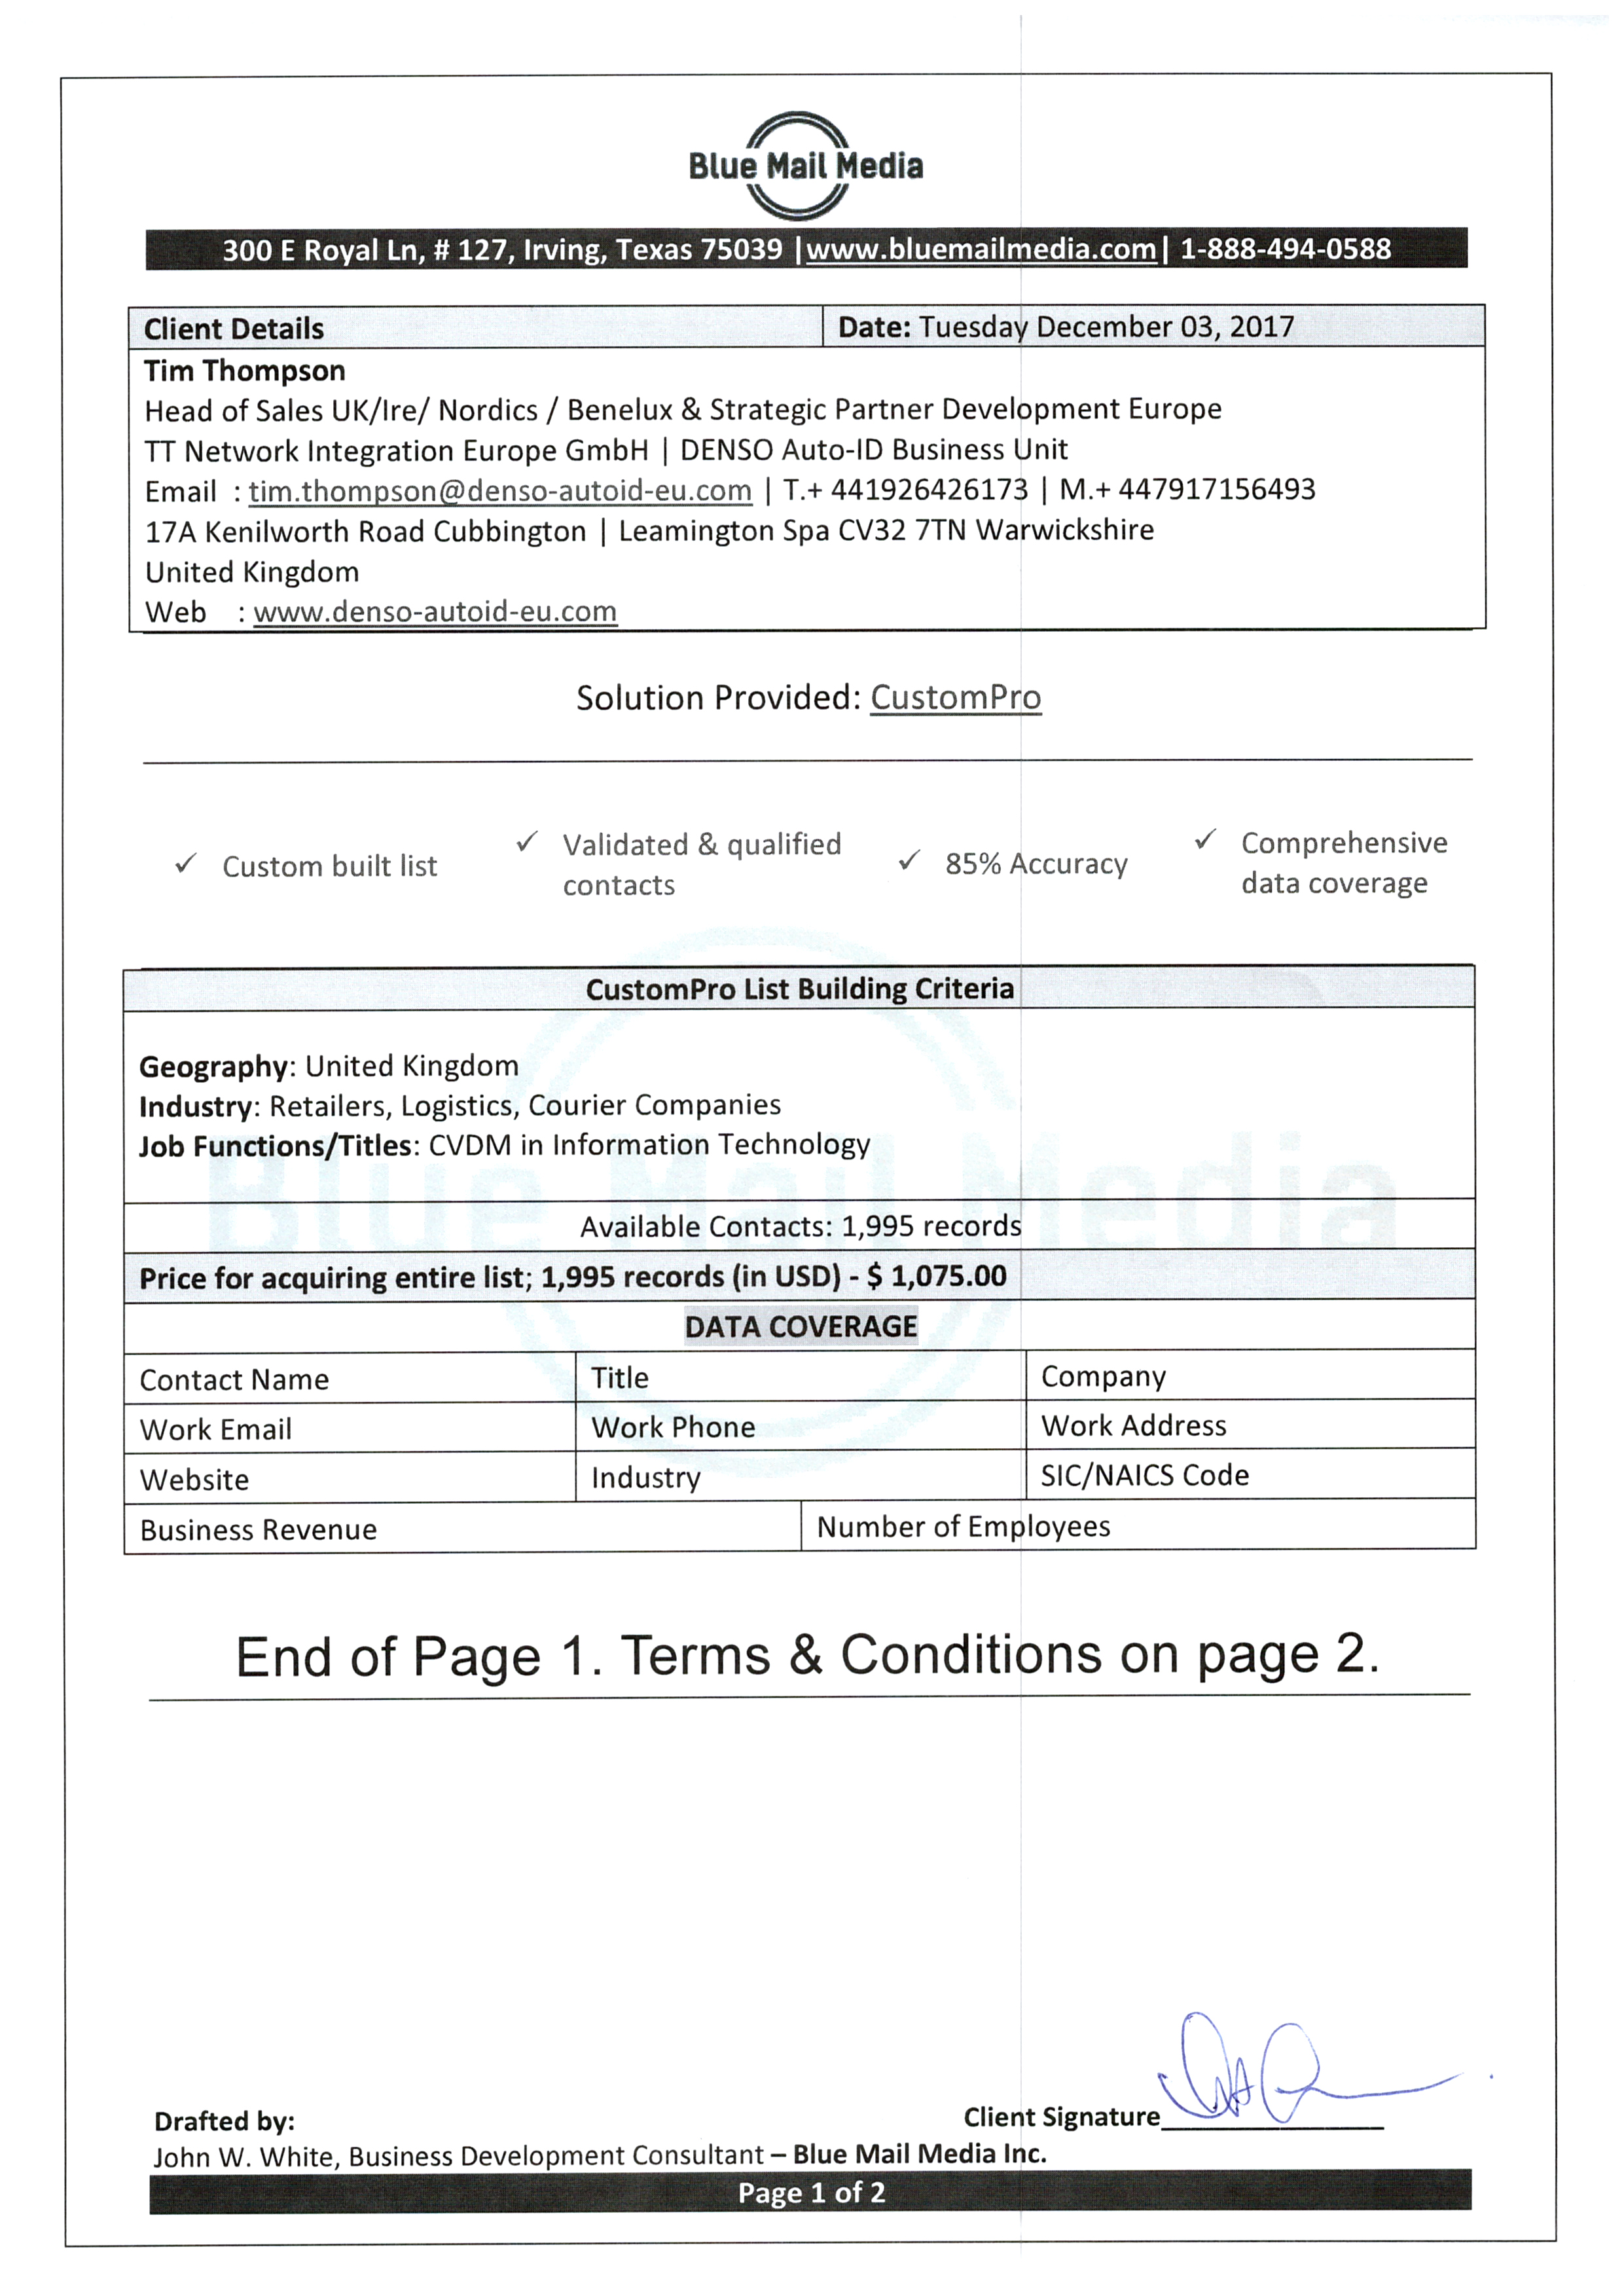 Blue Mail Media
300 E Royal Ln, # 127, Irving, Texas 75039 |www.bluemailmedia.com| 1-888-494-0588
Client Details Date: Tuesday December 03, 2017
Tim Thompson
Head of Sales UK/Ire/ Nordics / Benelux & Strategic Partner Development Europe
TT Network Integration Europe GmbH | DENSO Auto-ID Business Unit
Email : tim.thompson@denso-autoid-eu.com | T.+ 441926426173 | M.+ 447917156493
17A Kenilworth Road Cubbington | Leamington Spa CV32 7TN Warwickshire
United Kingdom
Web : www.denso-autoid-eu.com
Solution Provided: CustomPro
✓ Custom built list
✓ Validated & qualified
contacts
✓ 85% Accuracy
✓ Comprehensive
data coverage
CustomPro List Building Criteria
Geography: United Kingdom
Industry: Retailers, Logistics, Courier Companies
Job Functions/Titles: CVDM in Information Technology
Blue Mail Media
Available Contacts: 1,995 records
Price for acquiring entire list; 1,995 records (in USD) - $ 1,075.00
DATA COVERAGE
Contact Name Title Company
Work Email Work Phone Work Address
Website Industry SIC/NAICS Code
Business Revenue Number of Employees
End of Page 1. Terms & Conditions on page 2.
Drafted by: Client Signature
John W. White, Business Development Consultant – Blue Mail Media Inc.
Page 1 of 2